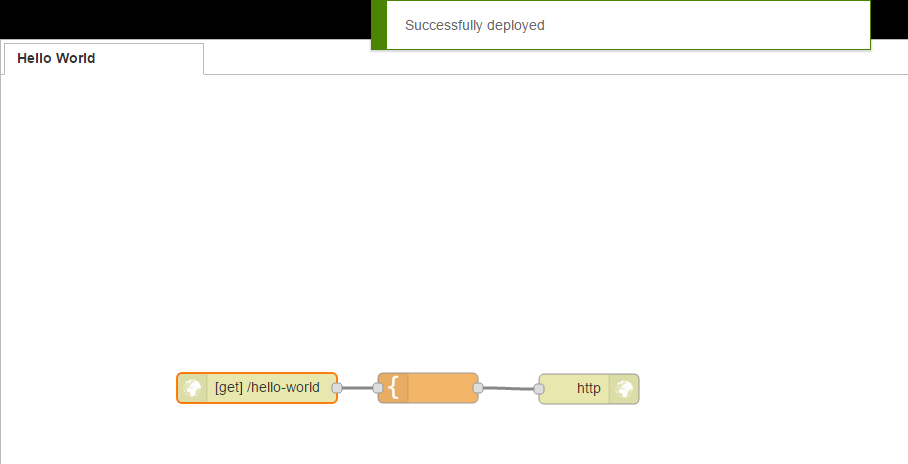 Successfully deployed
Hello World
[get] /hello-world
{
http